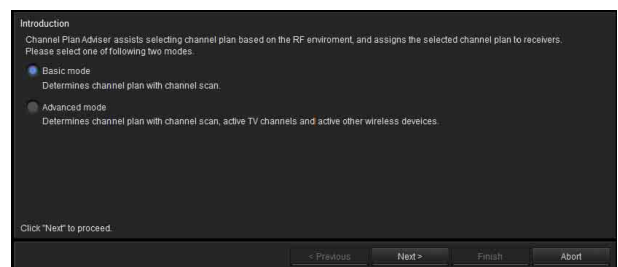 Introduction
Channel Plan Adviser assists selecting channel plan based on the RF enviroment, and assigns the selected channel plan to receivers.
Please select one of following two modes.
Basic mode
Determines channel plan with channel scan.
Advanced mode
Determines channel plan with channel scan, active TV channels and active other wireless deveices.
Click "Next" to proceed.
< Previous
Next >
Finish
Abort